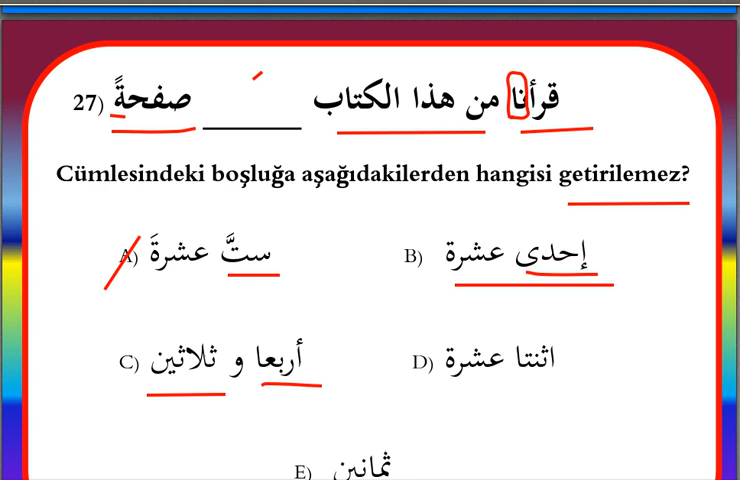 27) قرأنا من هذا الكتاب ________ صفحةً
Cümlesindeki boşluğa aşağıdakilerden hangisi getirilemez?
A) ستَّ عشرةَ B) إحدى عشرة
C) أربعا و ثلاثين D) اثنتا عشرة
E) ثمانين